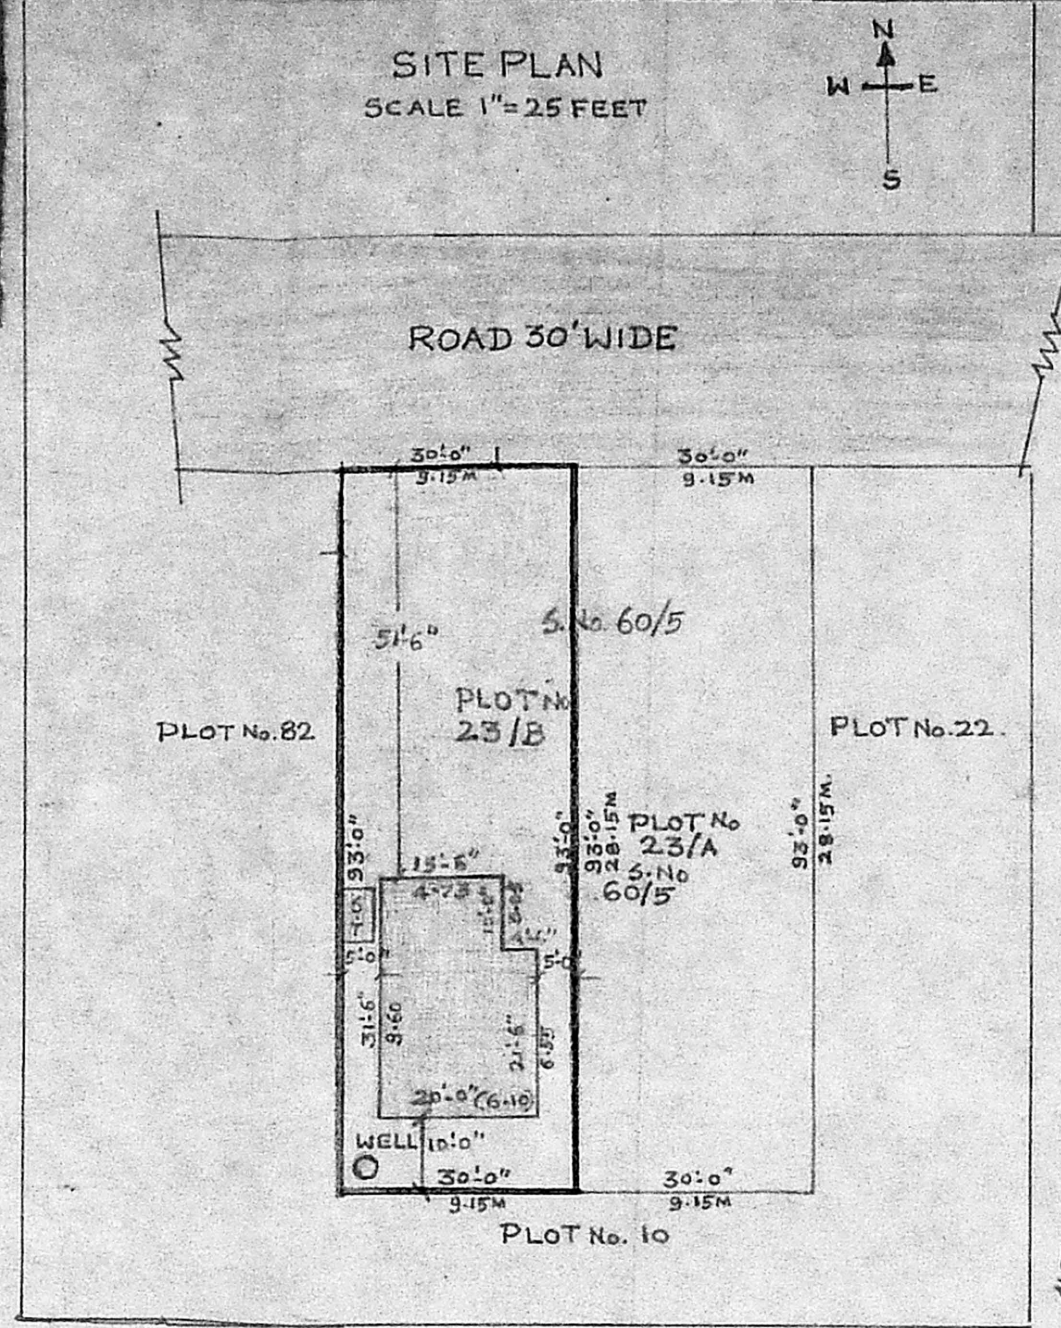 N
SITE PLAN
W E
SCALE 1"=25 FEET
S
ROAD 30' WIDE
30'-0"
9.15M
30'-0"
9.15M
51'-6"
S. No. 60/5
PLOT No
23/B
PLOT No. 82
PLOT No. 22.
93'-0"
93'-0"
93'-0"
28.15M
PLOT No
23/A
S. No
60/5
93'-0"
28.15M.
15'-6"
4.73
5'-0"
5'-0"
31'-6"
9.60
21'-6"
6.55
20'-0" (6.10)
WELL 10'-0"
30'-0"
9.15M
30'-0"
9.15M
PLOT No. 10